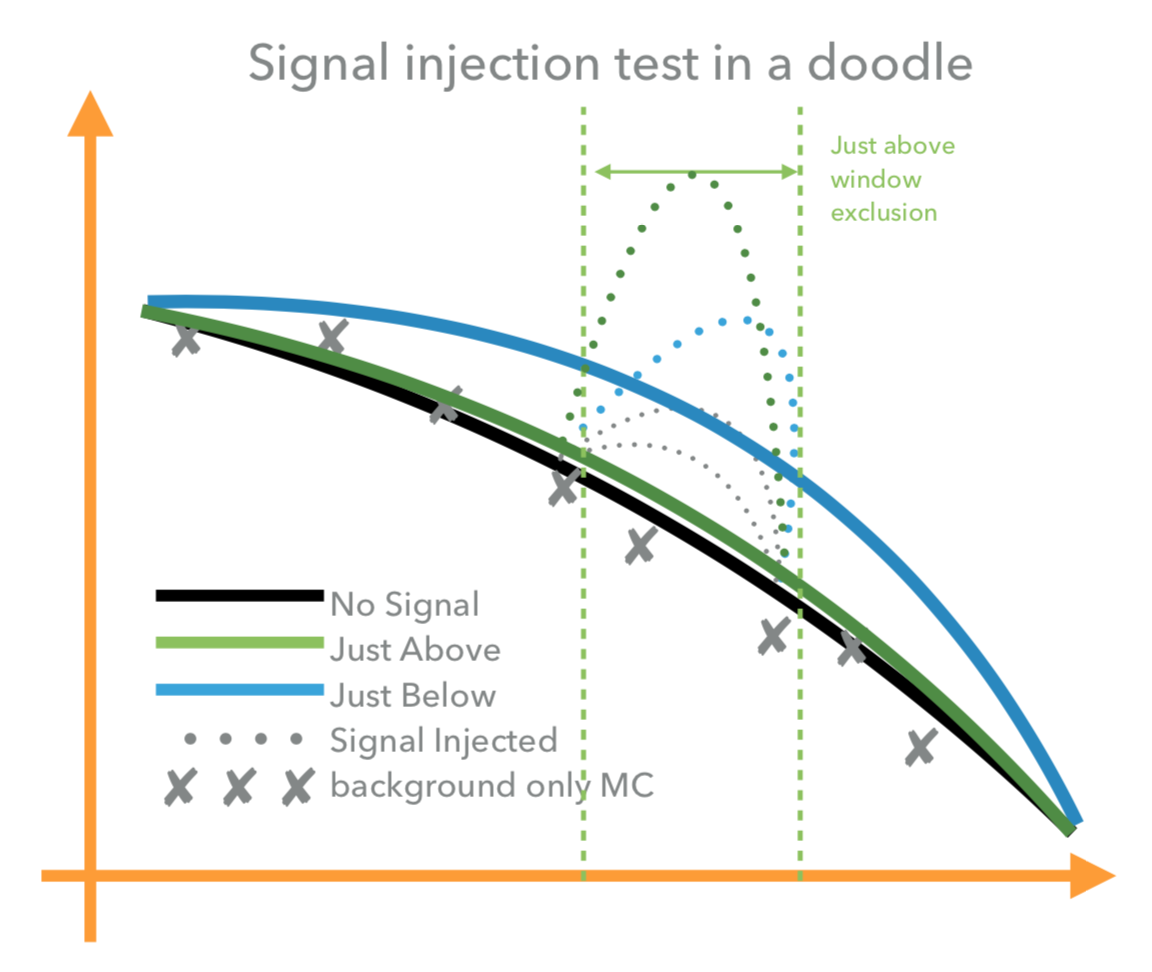 Signal injection test in a doodle
Just above
window
exclusion
No Signal
Just Above
Just Below
Signal Injected
background only MC